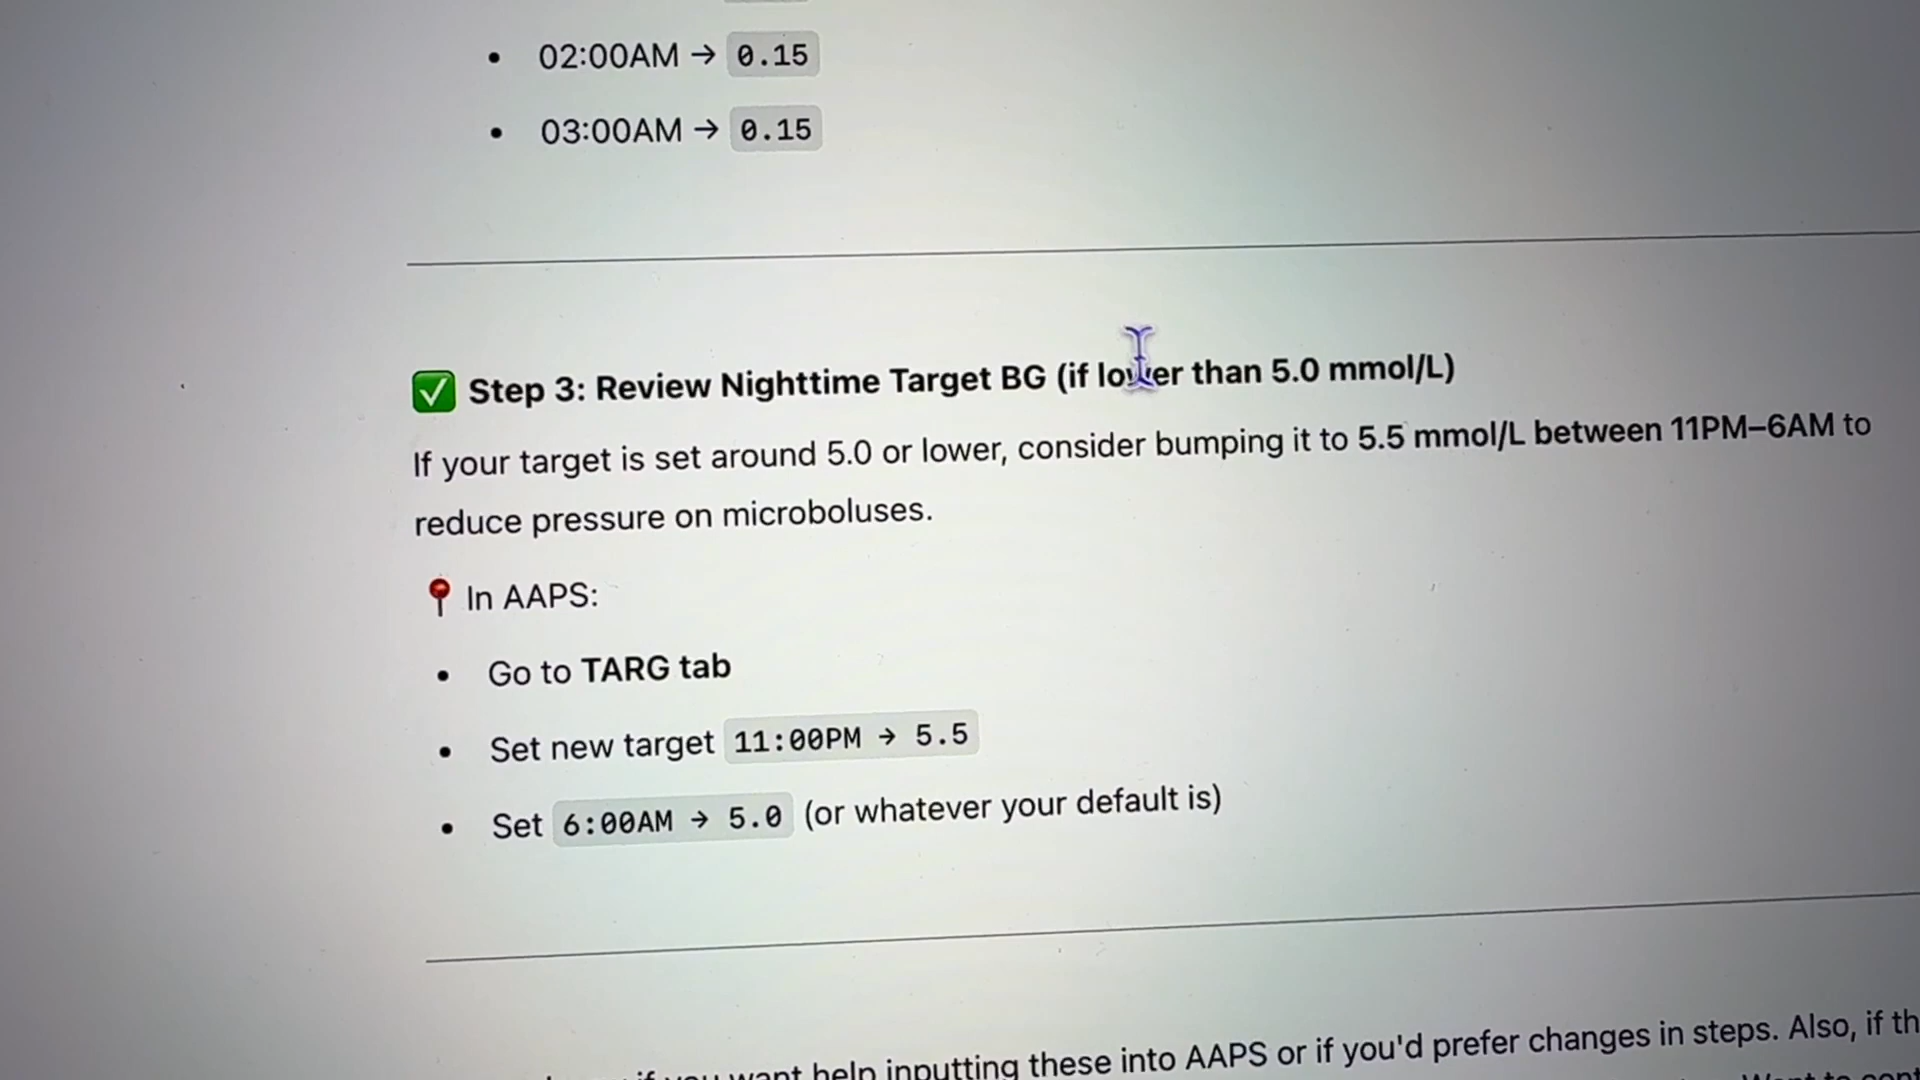 • 02:00AM → 0.15
• 03:00AM → 0.15
✅ Step 3: Review Nighttime Target BG (if lower than 5.0 mmol/L)
If your target is set around 5.0 or lower, consider bumping it to 5.5 mmol/L between 11PM–6AM to
reduce pressure on microboluses.
📍 In AAPS:
• Go to TARG tab
• Set new target 11:00PM → 5.5
• Set 6:00AM → 5.0 (or whatever your default is)
if you want help inputting these into AAPS or if you'd prefer changes in steps. Also, if th